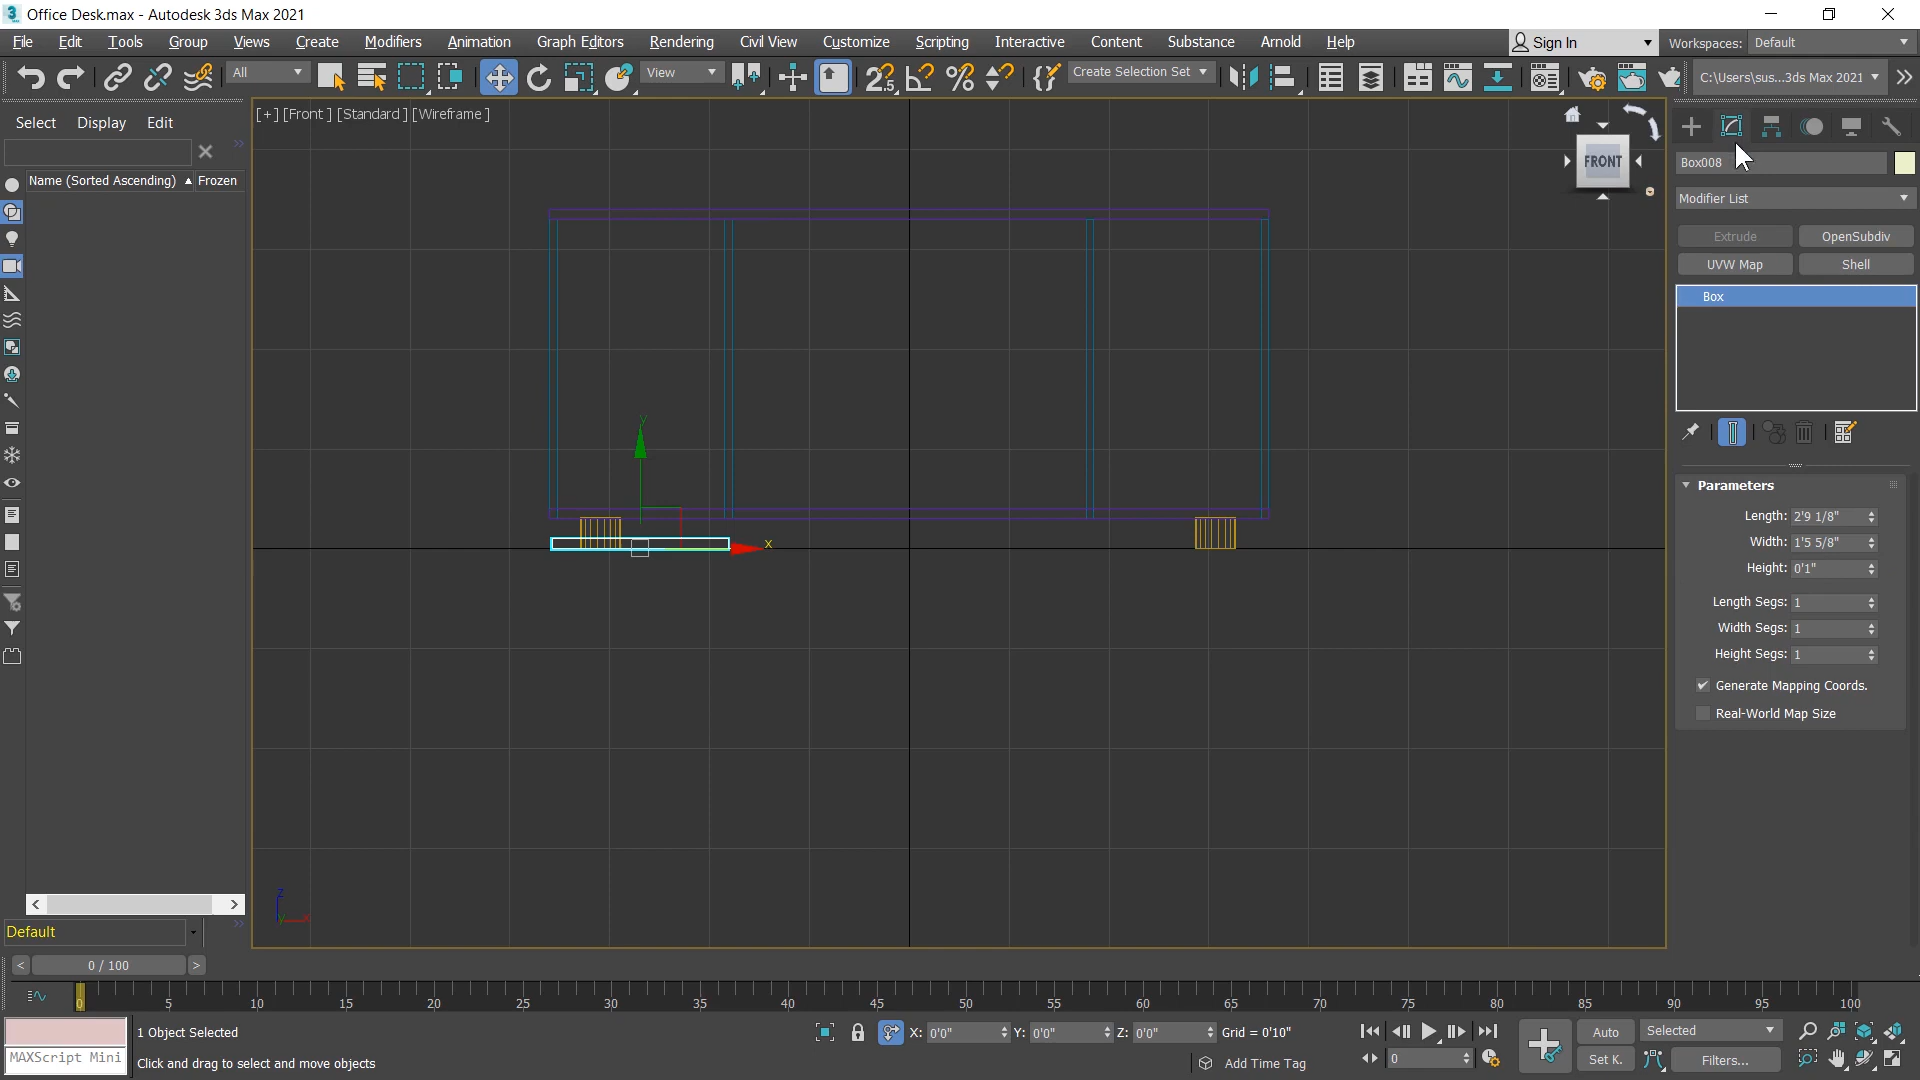 Office Desk.max - Autodesk 3ds Max 2021
File Edit Tools Group Views Create Modifiers Animation Graph Editors Rendering Civil View Customize Scripting Interactive Content Substance Arnold Help
Sign In
Workspaces: Default
All
View
Create Selection Set
C:\Users\sus...3ds Max 2021
Select Display Edit
[+] [Front ] [Standard ] [Wireframe ]
Name (Sorted Ascending) Frozen
FRONT
Box008
Modifier List
Extrude OpenSubdiv
UVW Map Shell
Box
Parameters
Length: 2'9 1/8"
Width: 1'5 5/8"
Height: 0'1"
Length Segs: 1
Width Segs: 1
Height Segs: 1
Generate Mapping Coords.
Real-World Map Size
y
x
z
y x
Default
< 0 / 100 >
0 5 10 15 20 25 30 35 40 45 50 55 60 65 70 75 80 85 90 95 100
1 Object Selected
X: 0'0" Y: 0'0" Z: 0'0" Grid = 0'10"
Auto Selected
MAXScript Mini
Click and drag to select and move objects
Add Time Tag
0
Set K. Filters...